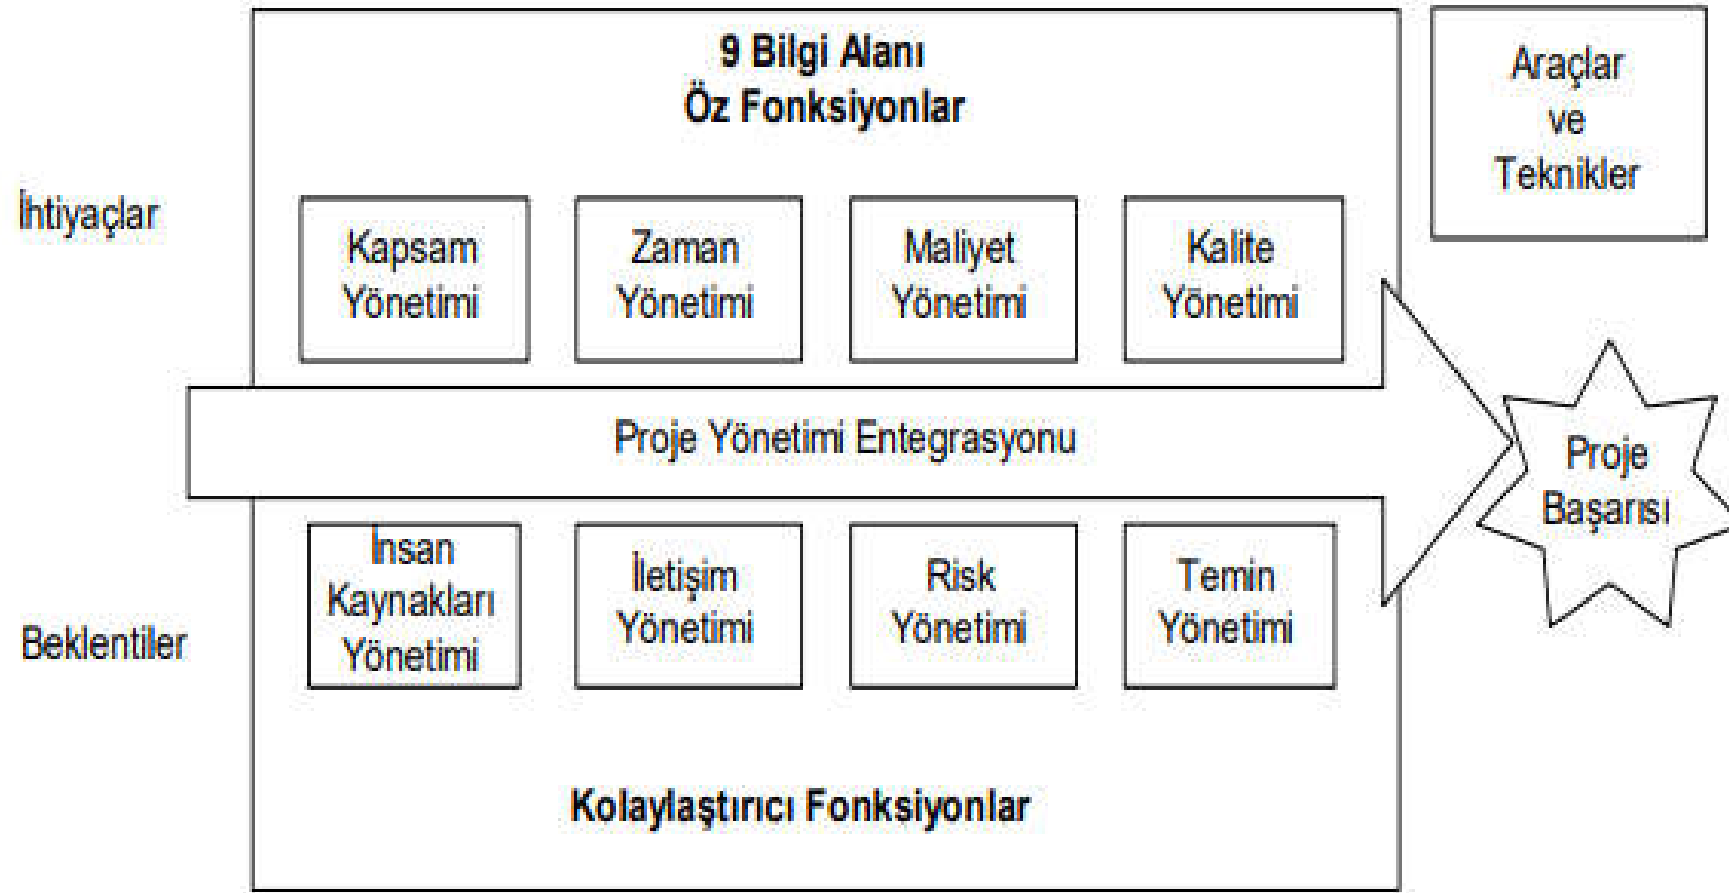 9 Bilgi Alanı
Öz Fonksiyonlar
Araçlar
ve
Teknikler
İhtiyaçlar
Kapsam
Yönetimi
Zaman
Yönetimi
Maliyet
Yönetimi
Kalite
Yönetimi
Proje Yönetimi Entegrasyonu
Proje
Başarısı
İnsan
Kaynakları
Yönetimi
İletişim
Yönetimi
Risk
Yönetimi
Temin
Yönetimi
Beklentiler
Kolaylaştırıcı Fonksiyonlar